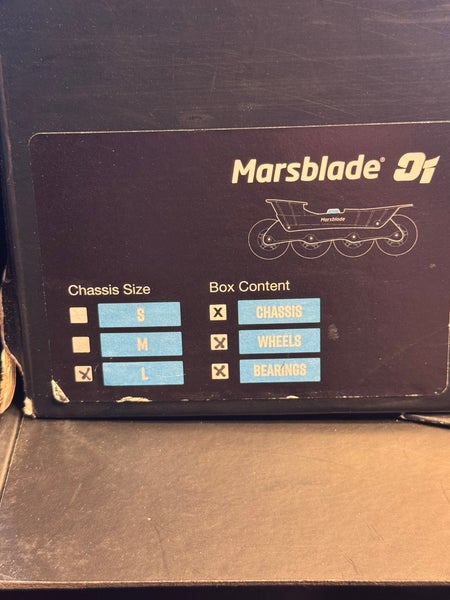 Marsblade® O1
Marsblade
Chassis Size
Box Content
S
X CHASSIS
M
X WHEELS
X L
X BEARINGS